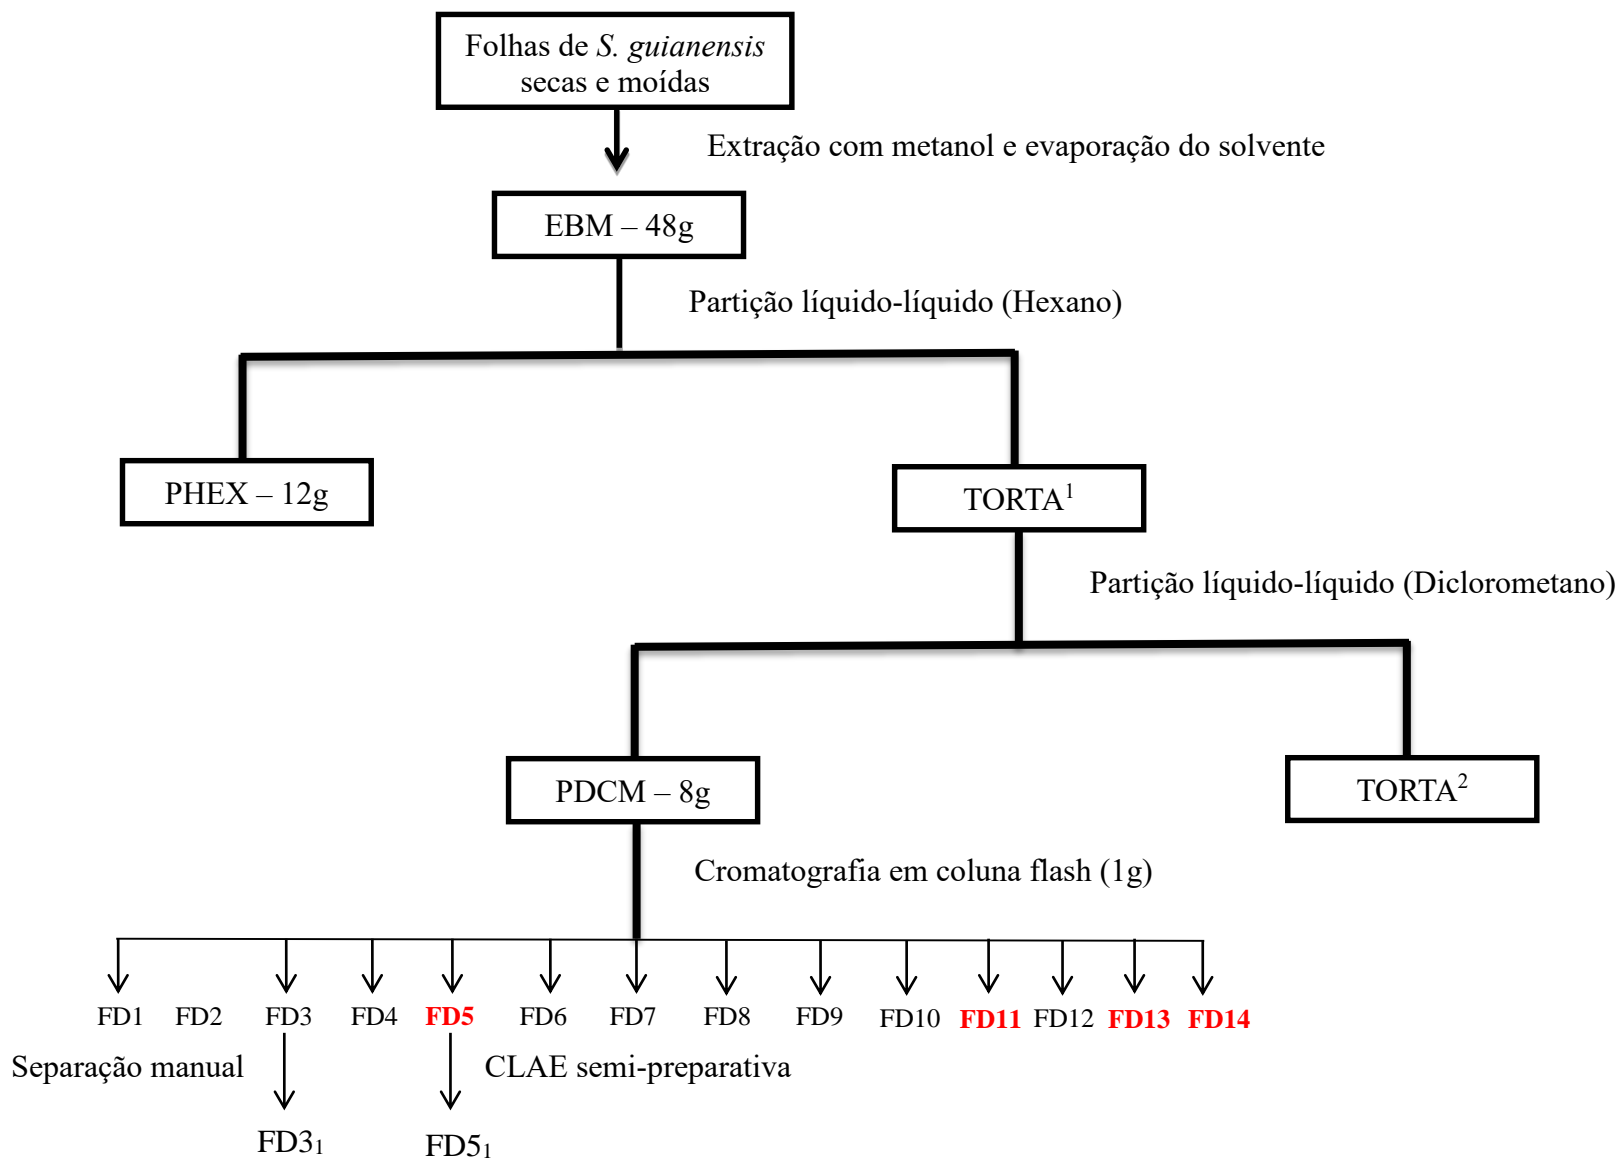 Folhas de S. guianensis
secas e moídas
Extração com metanol e evaporação do solvente
EBM – 48g
Partição líquido-líquido (Hexano)
PHEX – 12g
TORTA¹
Partição líquido-líquido (Diclorometano)
PDCM – 8g
TORTA²
Cromatografia em coluna flash (1g)
FD1 FD2 FD3 FD4 FD5 FD6 FD7 FD8 FD9 FD10 FD11 FD12 FD13 FD14
Separação manual
CLAE semi-preparativa
FD3₁
FD5₁